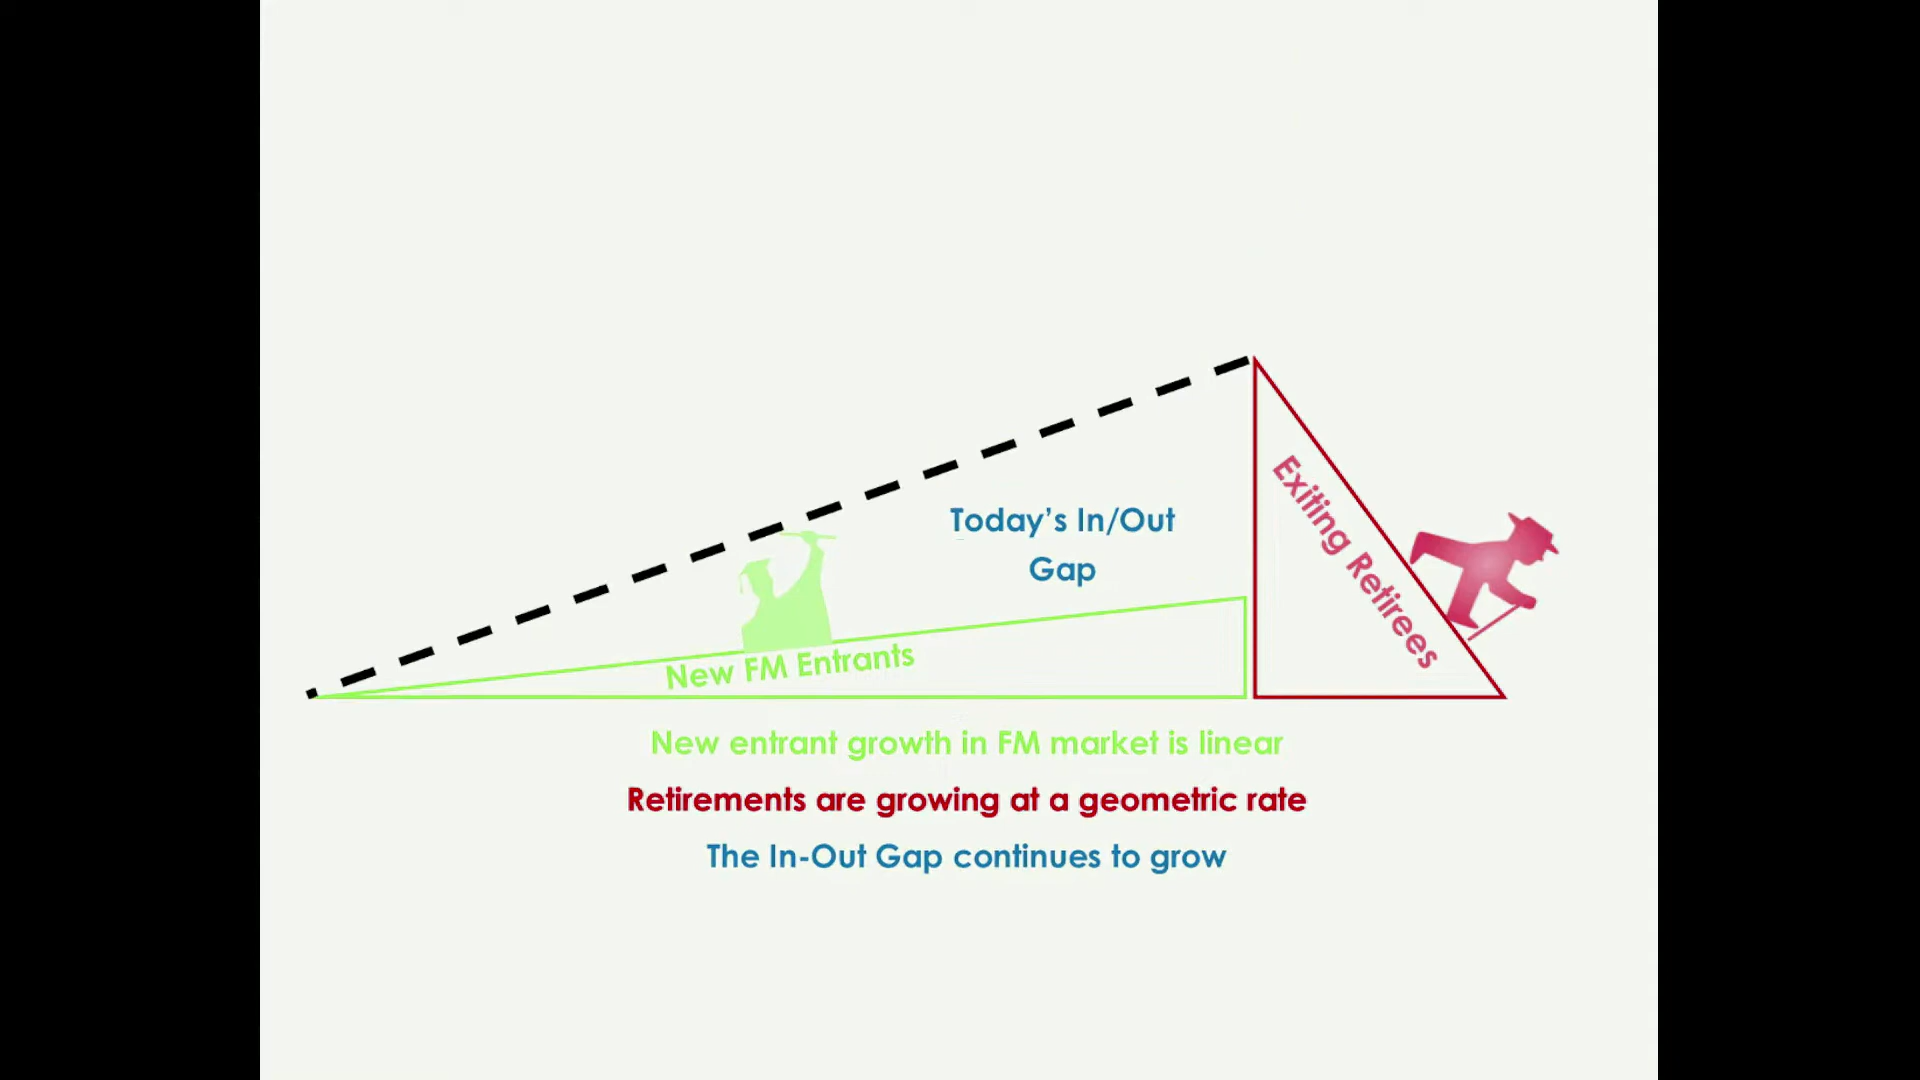 Today’s In/Out
Gap
Exiting Retirees
New FM Entrants
New entrant growth in FM market is linear
Retirements are growing at a geometric rate
The In-Out Gap continues to grow